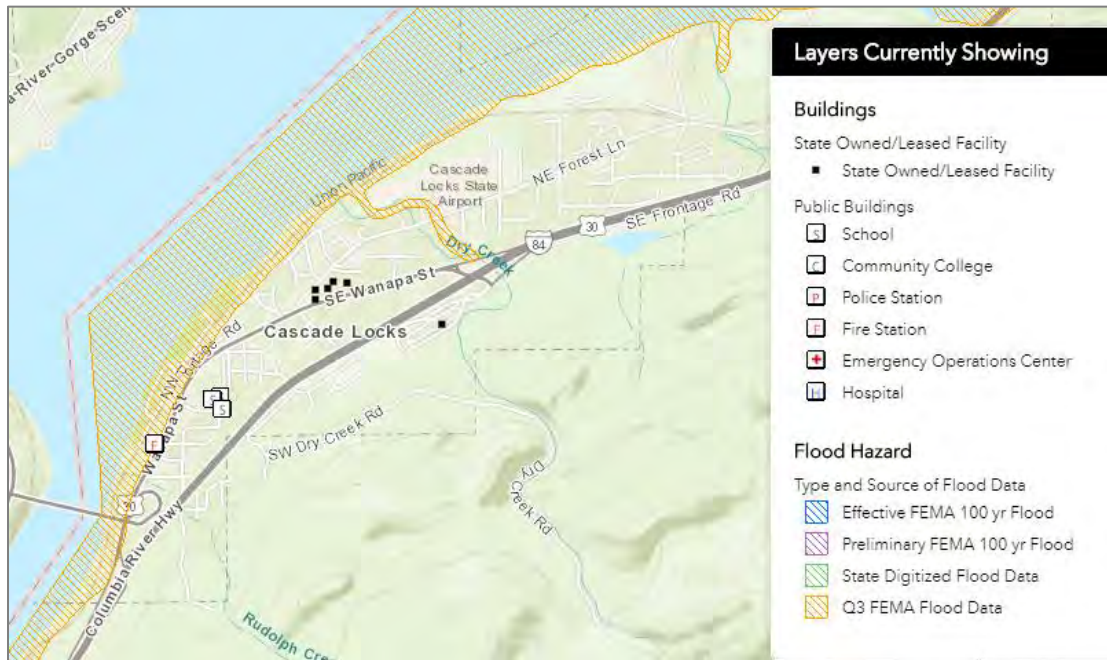 a-River-Gorge-Scen
Union Pacific
Cascade
Locks State
Airport
NE Forest Ln
SE Frontage Rd
30
84
Dry Creek
SE Wanapa St
Cascade Locks
NW Portage Rd
S
S
Wanapa St
F
SW Dry Creek Rd
Dry
Creek Rd
30
Columbia River Hwy
Rudolph Cree
Layers Currently Showing
Buildings
State Owned/Leased Facility
State Owned/Leased Facility
Public Buildings
S School
C Community College
P Police Station
F Fire Station
Emergency Operations Center
H Hospital
Flood Hazard
Type and Source of Flood Data
Effective FEMA 100 yr Flood
Preliminary FEMA 100 yr Flood
State Digitized Flood Data
Q3 FEMA Flood Data